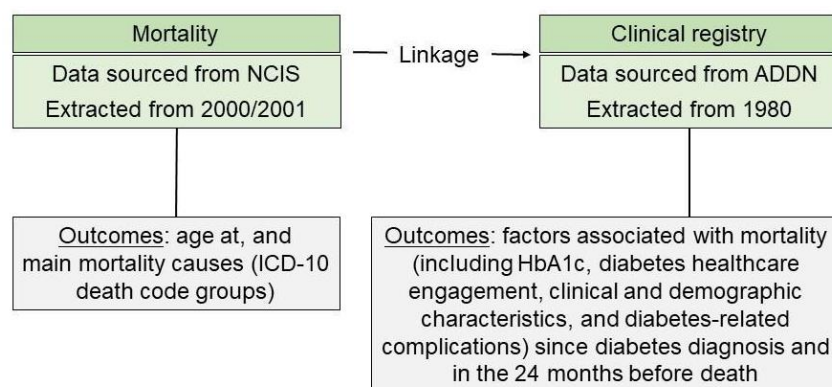 Mortality
Data sourced from NCIS
Extracted from 2000/2001
Linkage
Clinical registry
Data sourced from ADDN
Extracted from 1980
Outcomes: age at, and
main mortality causes (ICD-10
death code groups)
Outcomes: factors associated with mortality
(including HbA1c, diabetes healthcare
engagement, clinical and demographic
characteristics, and diabetes-related
complications) since diabetes diagnosis and
in the 24 months before death